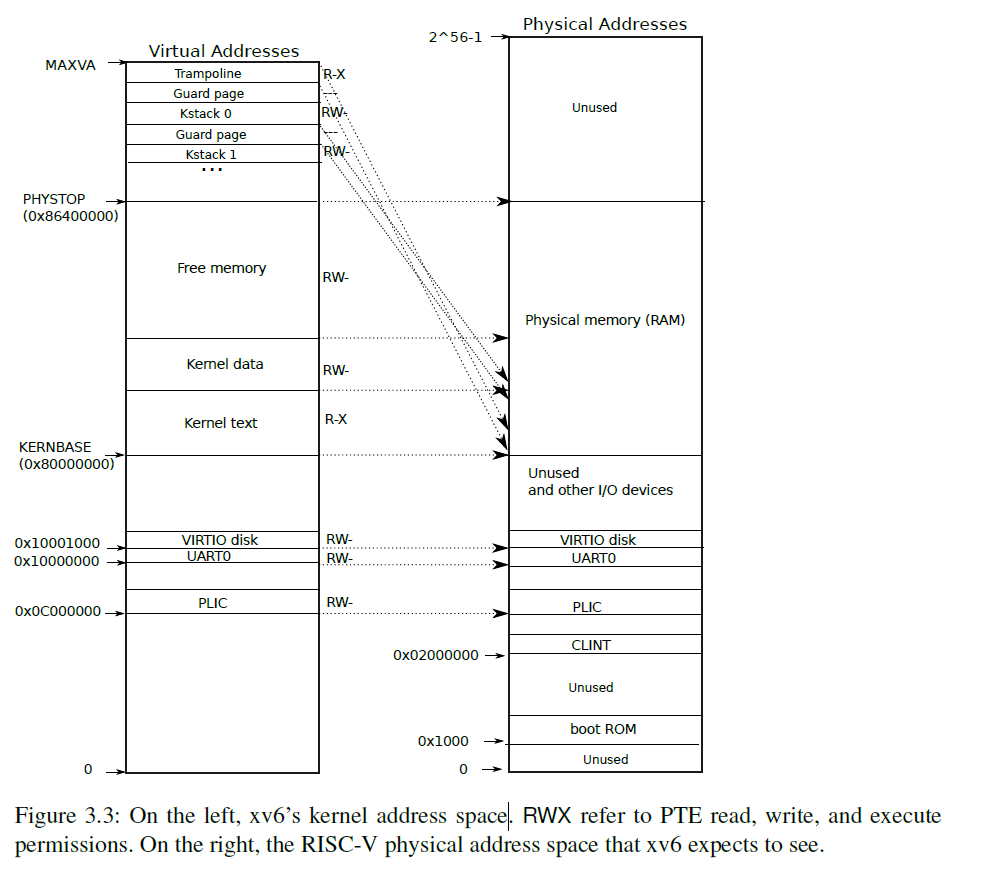 Virtual Addresses
MAXVA
Trampoline
R-X
Guard page
---
Kstack 0
RW-
Guard page
---
Kstack 1
RW-
...
PHYSTOP
(0x86400000)
Free memory
RW-
Kernel data
RW-
Kernel text
R-X
KERNBASE
(0x80000000)
VIRTIO disk
RW-
0x10001000
UART0
RW-
0x10000000
PLIC
RW-
0x0C000000
0
Physical Addresses
2^56-1
Unused
Physical memory (RAM)
Unused
and other I/O devices
VIRTIO disk
UART0
PLIC
CLINT
0x02000000
Unused
boot ROM
0x1000
Unused
0
Figure 3.3: On the left, xv6's kernel address space. RWX refer to PTE read, write, and execute
permissions. On the right, the RISC-V physical address space that xv6 expects to see.